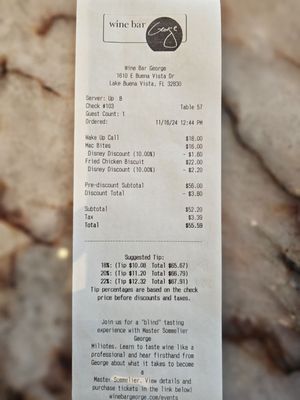 wine bar
George
Wine Bar George
1610 E Buena Vista Dr
Lake Buena Vista, FL 32830
Server: Up B
Check #103 Table 57
Guest Count: 1
Ordered: 11/16/24 12:44 PM
Wake Up Call $18.00
Mac Bites $16.00
Disney Discount (10.00%) - $1.60
Fried Chicken Biscuit $22.00
Disney Discount (10.00%) - $2.20
Pre-discount Subtotal $56.00
Discount Total - $3.80
Subtotal $52.20
Tax $3.39
Total $55.59
Suggested Tip:
18%: (Tip $10.08 Total $65.67)
20%: (Tip $11.20 Total $66.79)
22%: (Tip $12.32 Total $67.91)
Tip percentages are based on the check
price before discounts and taxes.
Join us for a "blind" tasting
experience with Master Sommelier
George
Miliotes. Learn to taste wine like a
professional and hear firsthand from
George about what it takes to become
a
Master Sommelier. View details and
purchase tickets in the link below!
winebargeorge.com/events